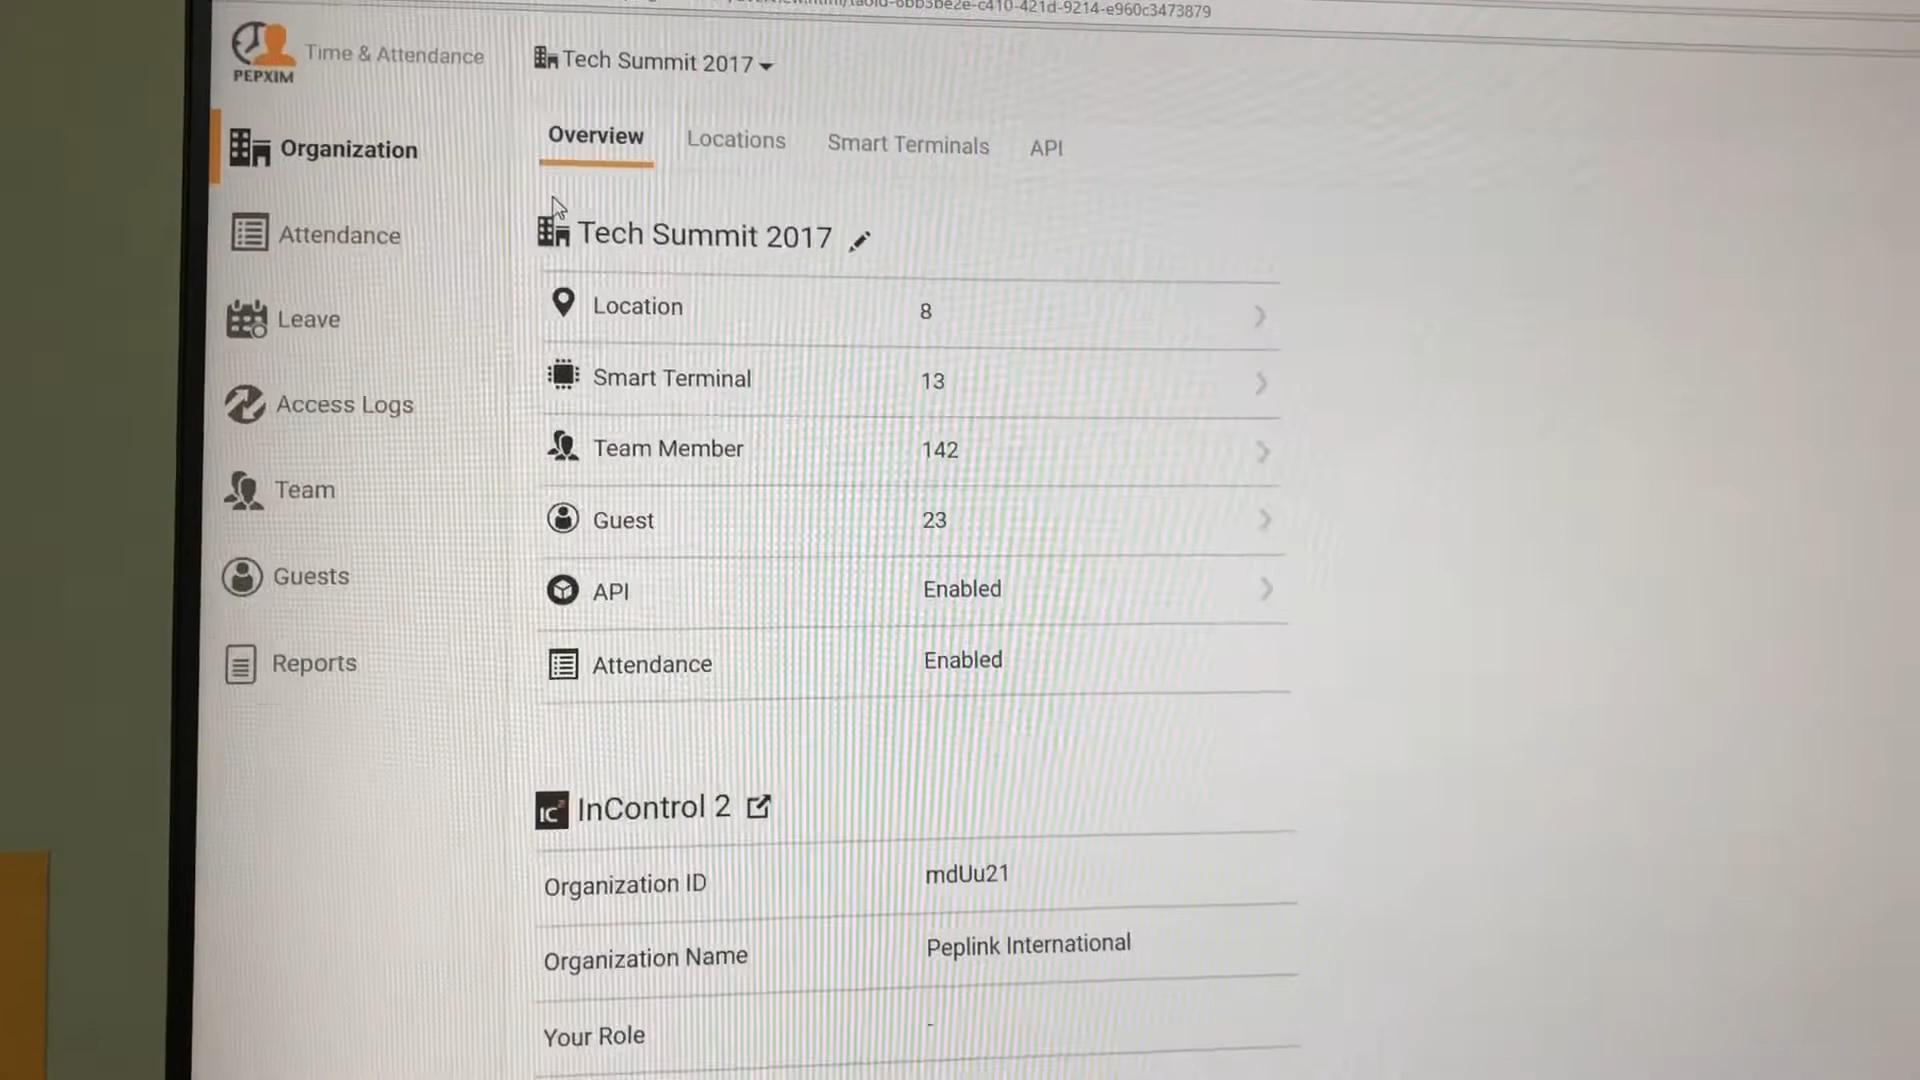 e960c3473879
PEPXIM
Time & Attendance
Tech Summit 2017
Organization
Attendance
Leave
Access Logs
Team
Guests
Reports
Overview
Locations
Smart Terminals
API
Tech Summit 2017
Location 8
Smart Terminal 13
Team Member 142
Guest 23
API Enabled
Attendance Enabled
IC2 InControl 2
Organization ID mdUu21
Organization Name Peplink International
Your Role -